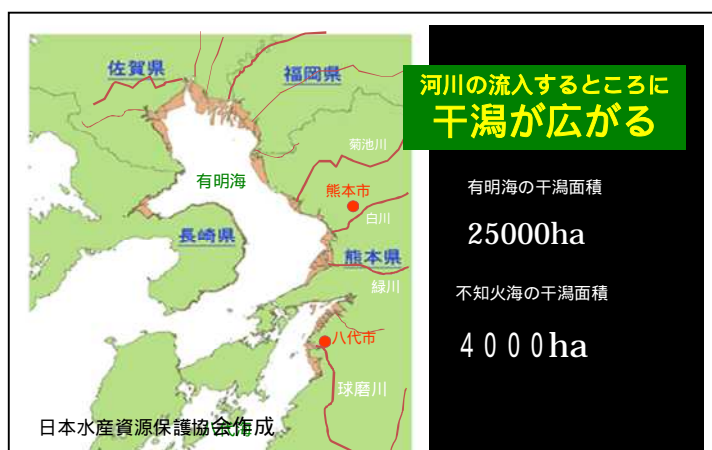 佐賀県
福岡県
菊池川
有明海
熊本市
白川
長崎県
熊本県
緑川
八代市
球磨川
日本水産資源保護協会作成
河川の流入するところに
干潟が広がる
有明海の干潟面積
25000ha
不知火海の干潟面積
4000ha